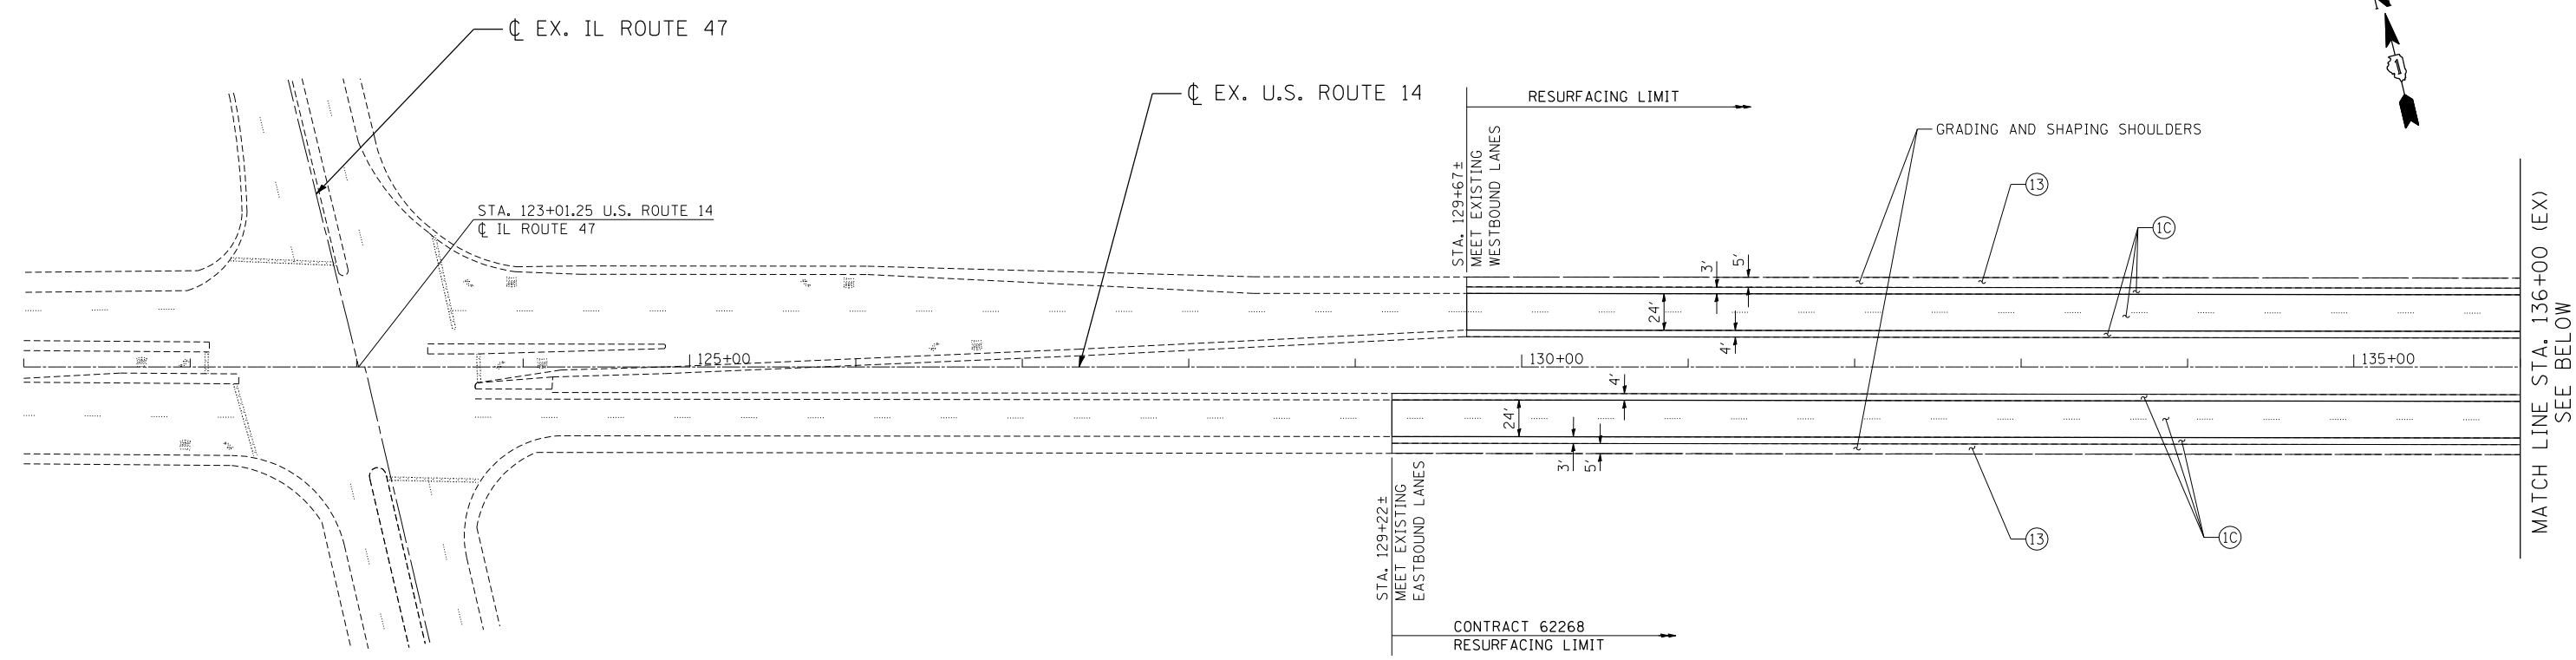 ℄ EX. IL ROUTE 47
℄ EX. U.S. ROUTE 14
RESURFACING LIMIT
STA. 129+67±
MEET EXISTING
WESTBOUND LANES
GRADING AND SHAPING SHOULDERS
13
1C
STA. 123+01.25 U.S. ROUTE 14
℄ IL ROUTE 47
3'
5'
24'
4'
125+00
130+00
135+00
4'
24'
3'
5'
MATCH LINE STA. 136+00 (EX)
SEE BELOW
STA. 129+22±
MEET EXISTING
EASTBOUND LANES
13
1C
CONTRACT 62268
RESURFACING LIMIT